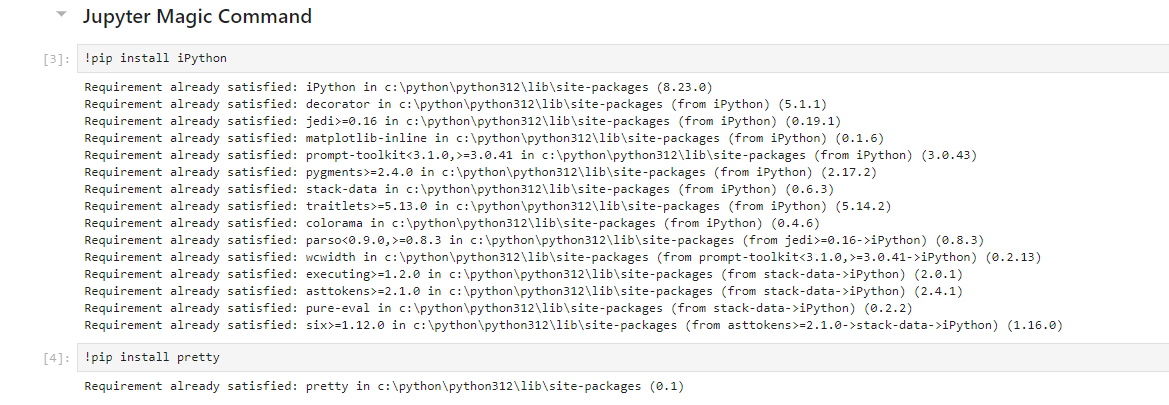 Jupyter Magic Command
[3]: !pip install iPython
Requirement already satisfied: iPython in c:\python\python312\lib\site-packages (8.23.0)
Requirement already satisfied: decorator in c:\python\python312\lib\site-packages (from iPython) (5.1.1)
Requirement already satisfied: jedi>=0.16 in c:\python\python312\lib\site-packages (from iPython) (0.19.1)
Requirement already satisfied: matplotlib-inline in c:\python\python312\lib\site-packages (from iPython) (0.1.6)
Requirement already satisfied: prompt-toolkit<3.1.0,>=3.0.41 in c:\python\python312\lib\site-packages (from iPython) (3.0.43)
Requirement already satisfied: pygments>=2.4.0 in c:\python\python312\lib\site-packages (from iPython) (2.17.2)
Requirement already satisfied: stack-data in c:\python\python312\lib\site-packages (from iPython) (0.6.3)
Requirement already satisfied: traitlets>=5.13.0 in c:\python\python312\lib\site-packages (from iPython) (5.14.2)
Requirement already satisfied: colorama in c:\python\python312\lib\site-packages (from iPython) (0.4.6)
Requirement already satisfied: parso<0.9.0,>=0.8.3 in c:\python\python312\lib\site-packages (from jedi>=0.16->iPython) (0.8.3)
Requirement already satisfied: wcwidth in c:\python\python312\lib\site-packages (from prompt-toolkit<3.1.0,>=3.0.41->iPython) (0.2.13)
Requirement already satisfied: executing>=1.2.0 in c:\python\python312\lib\site-packages (from stack-data->iPython) (2.0.1)
Requirement already satisfied: asttokens>=2.1.0 in c:\python\python312\lib\site-packages (from stack-data->iPython) (2.4.1)
Requirement already satisfied: pure-eval in c:\python\python312\lib\site-packages (from stack-data->iPython) (0.2.2)
Requirement already satisfied: six>=1.12.0 in c:\python\python312\lib\site-packages (from asttokens>=2.1.0->stack-data->iPython) (1.16.0)
[4]: !pip install pretty
Requirement already satisfied: pretty in c:\python\python312\lib\site-packages (0.1)